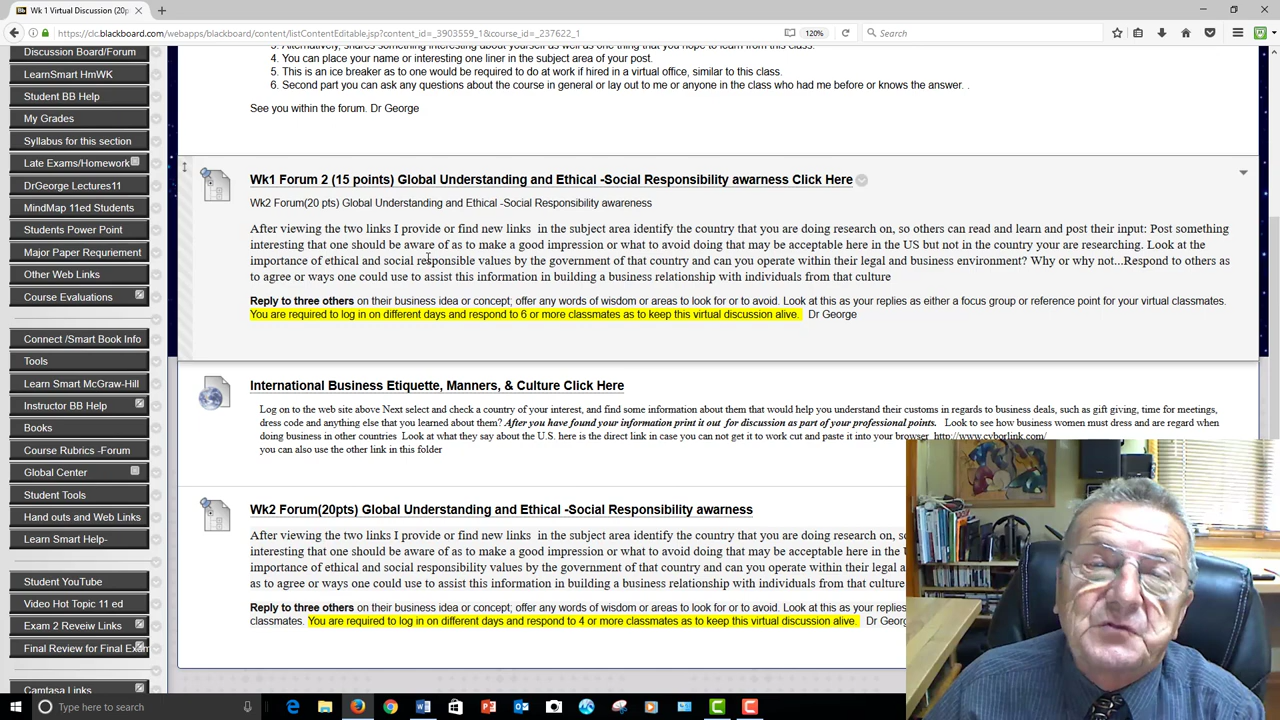 Wk 1 Virtual Discussion (20p
https://clc.blackboard.com/webapps/blackboard/content/listContentEditable.jsp?content_id=_3903559_1&course_id=_237622_1
120%
Search
Discussion Board/Forum
LearnSmart HmWK
Student BB Help
My Grades
Syllabus for this section
Late Exams/Homework
DrGeorge Lectures11
MindMap 11ed Students
Students Power Point
Major Paper Requriement
Other Web Links
Course Evaluations
Connect /Smart Book Info
Tools
Learn Smart McGraw-Hill
Instructor BB Help
Books
Course Rubrics -Forum
Global Center
Student Tools
Hand outs and Web Links
Learn Smart Help-
Student YouTube
Video Hot Topic 11 ed
Exam 2 Reveiw Links
Final Review for Final Exam
Camtasa Links
3. Alternatively, shares something interesting about yourself as well as one thing that you hope to learn from this class.
4. You can place your name or interesting one liner in the subject area of your post.
5. This is an ice breaker as to one would be required to do at work if hired in a virtual office, similar to this class.
6. Second part you can ask any questions about the course in general or lay out to me or anyone in the class who had me before or knows the answer. .
See you within the forum. Dr George
Wk1 Forum 2 (15 points) Global Understanding and Ethical -Social Responsibility awarness Click Here
Wk2 Forum(20 pts) Global Understanding and Ethical -Social Responsibility awareness
After viewing the two links I provide or find new links in the subject area identify the country that you are doing research on, so others can read and learn and post their input: Post something
interesting that one should be aware of as to make a good impression or what to avoid doing that may be acceptable here in the US but not in the country your are researching. Look at the
importance of ethical and social responsible values by the government of that country and can you operate within their legal and business environment? Why or why not...Respond to others as
to agree or ways one could use to assist this information in building a business relationship with individuals from that culture
Reply to three others on their business idea or concept; offer any words of wisdom or areas to look for or to avoid. Look at this as your replies as either a focus group or reference point for your virtual classmates.
You are required to log in on different days and respond to 6 or more classmates as to keep this virtual discussion alive. Dr George
International Business Etiquette, Manners, & Culture Click Here
Log on to the web site above Next select and check a country of your interest, and find some information about them that would help you understand their customs in regards to business deals, such as gift giving, time for meetings,
dress code and anything else that you learned about them? After you have found your information print it out for discussion as part of your professional points. Look to see how business women must dress and are regard when
doing business in other countries Look at what they say about the U.S. here is the direct link in case you can not get it to work cut and paste it into your browser http://www.cyborlink.com/
you can also use the other link in this folder
Wk2 Forum(20pts) Global Understanding and Ethical -Social Responsibility awarness
After viewing the two links I provide or find new links in the subject area identify the country that you are doing research on, so
interesting that one should be aware of as to make a good impression or what to avoid doing that may be acceptable here in the
importance of ethical and social responsibility values by the government of that country and can you operate within their legal
as to agree or ways one could use to assist this information in building a business relationship with individuals from that culture
Reply to three others on their business idea or concept; offer any words of wisdom or areas to look for or to avoid. Look at this as your replies
classmates. You are required to log in on different days and respond to 4 or more classmates as to keep this virtual discussion alive. Dr
Type here to search